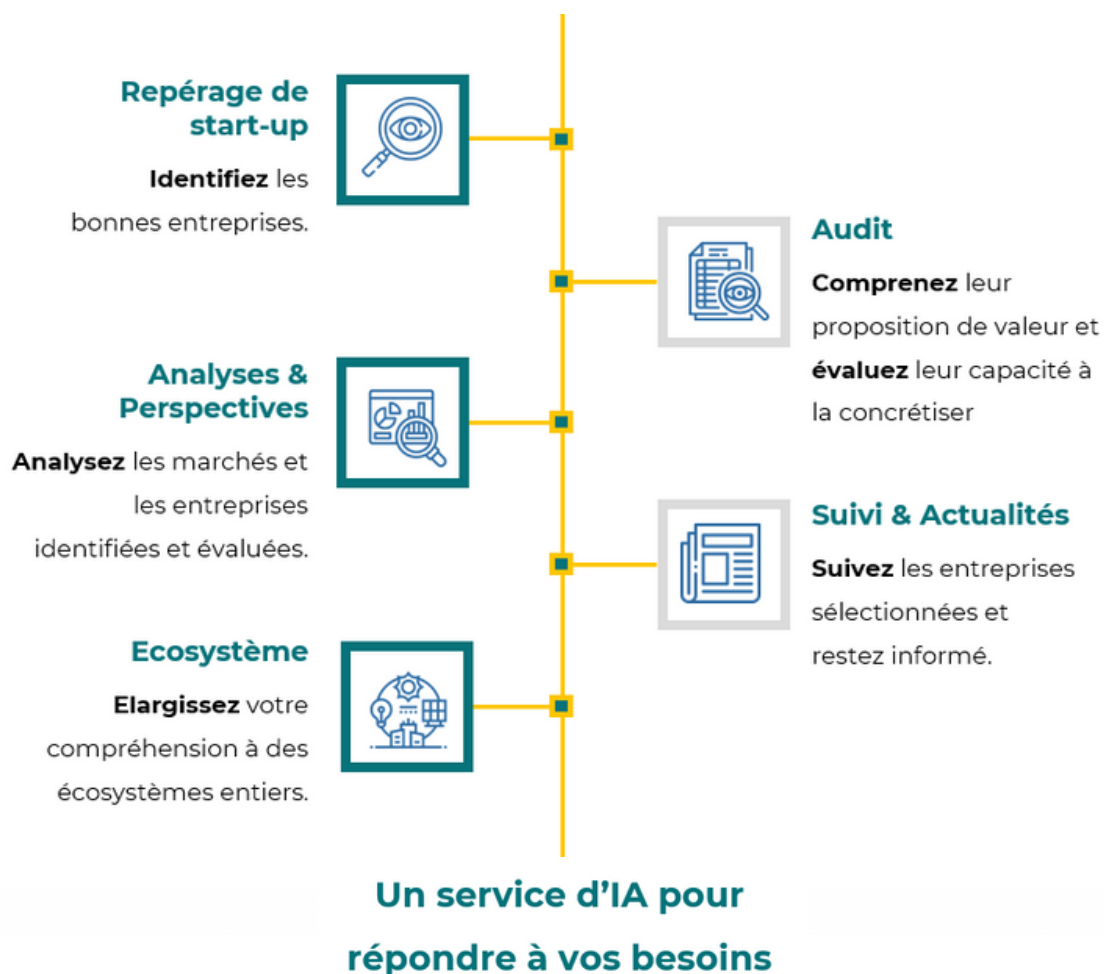 Repérage de
start-up
Identifiez les
bonnes entreprises.
Audit
Comprenez leur
proposition de valeur et
évaluez leur capacité à
la concrétiser
Analyses &
Perspectives
Analysez les marchés et
les entreprises
identifiées et évaluées.
Suivi & Actualités
Suivez les entreprises
sélectionnées et
restez informé.
Ecosystème
Elargissez votre
compréhension à des
écosystèmes entiers.
Un service d’IA pour
répondre à vos besoins